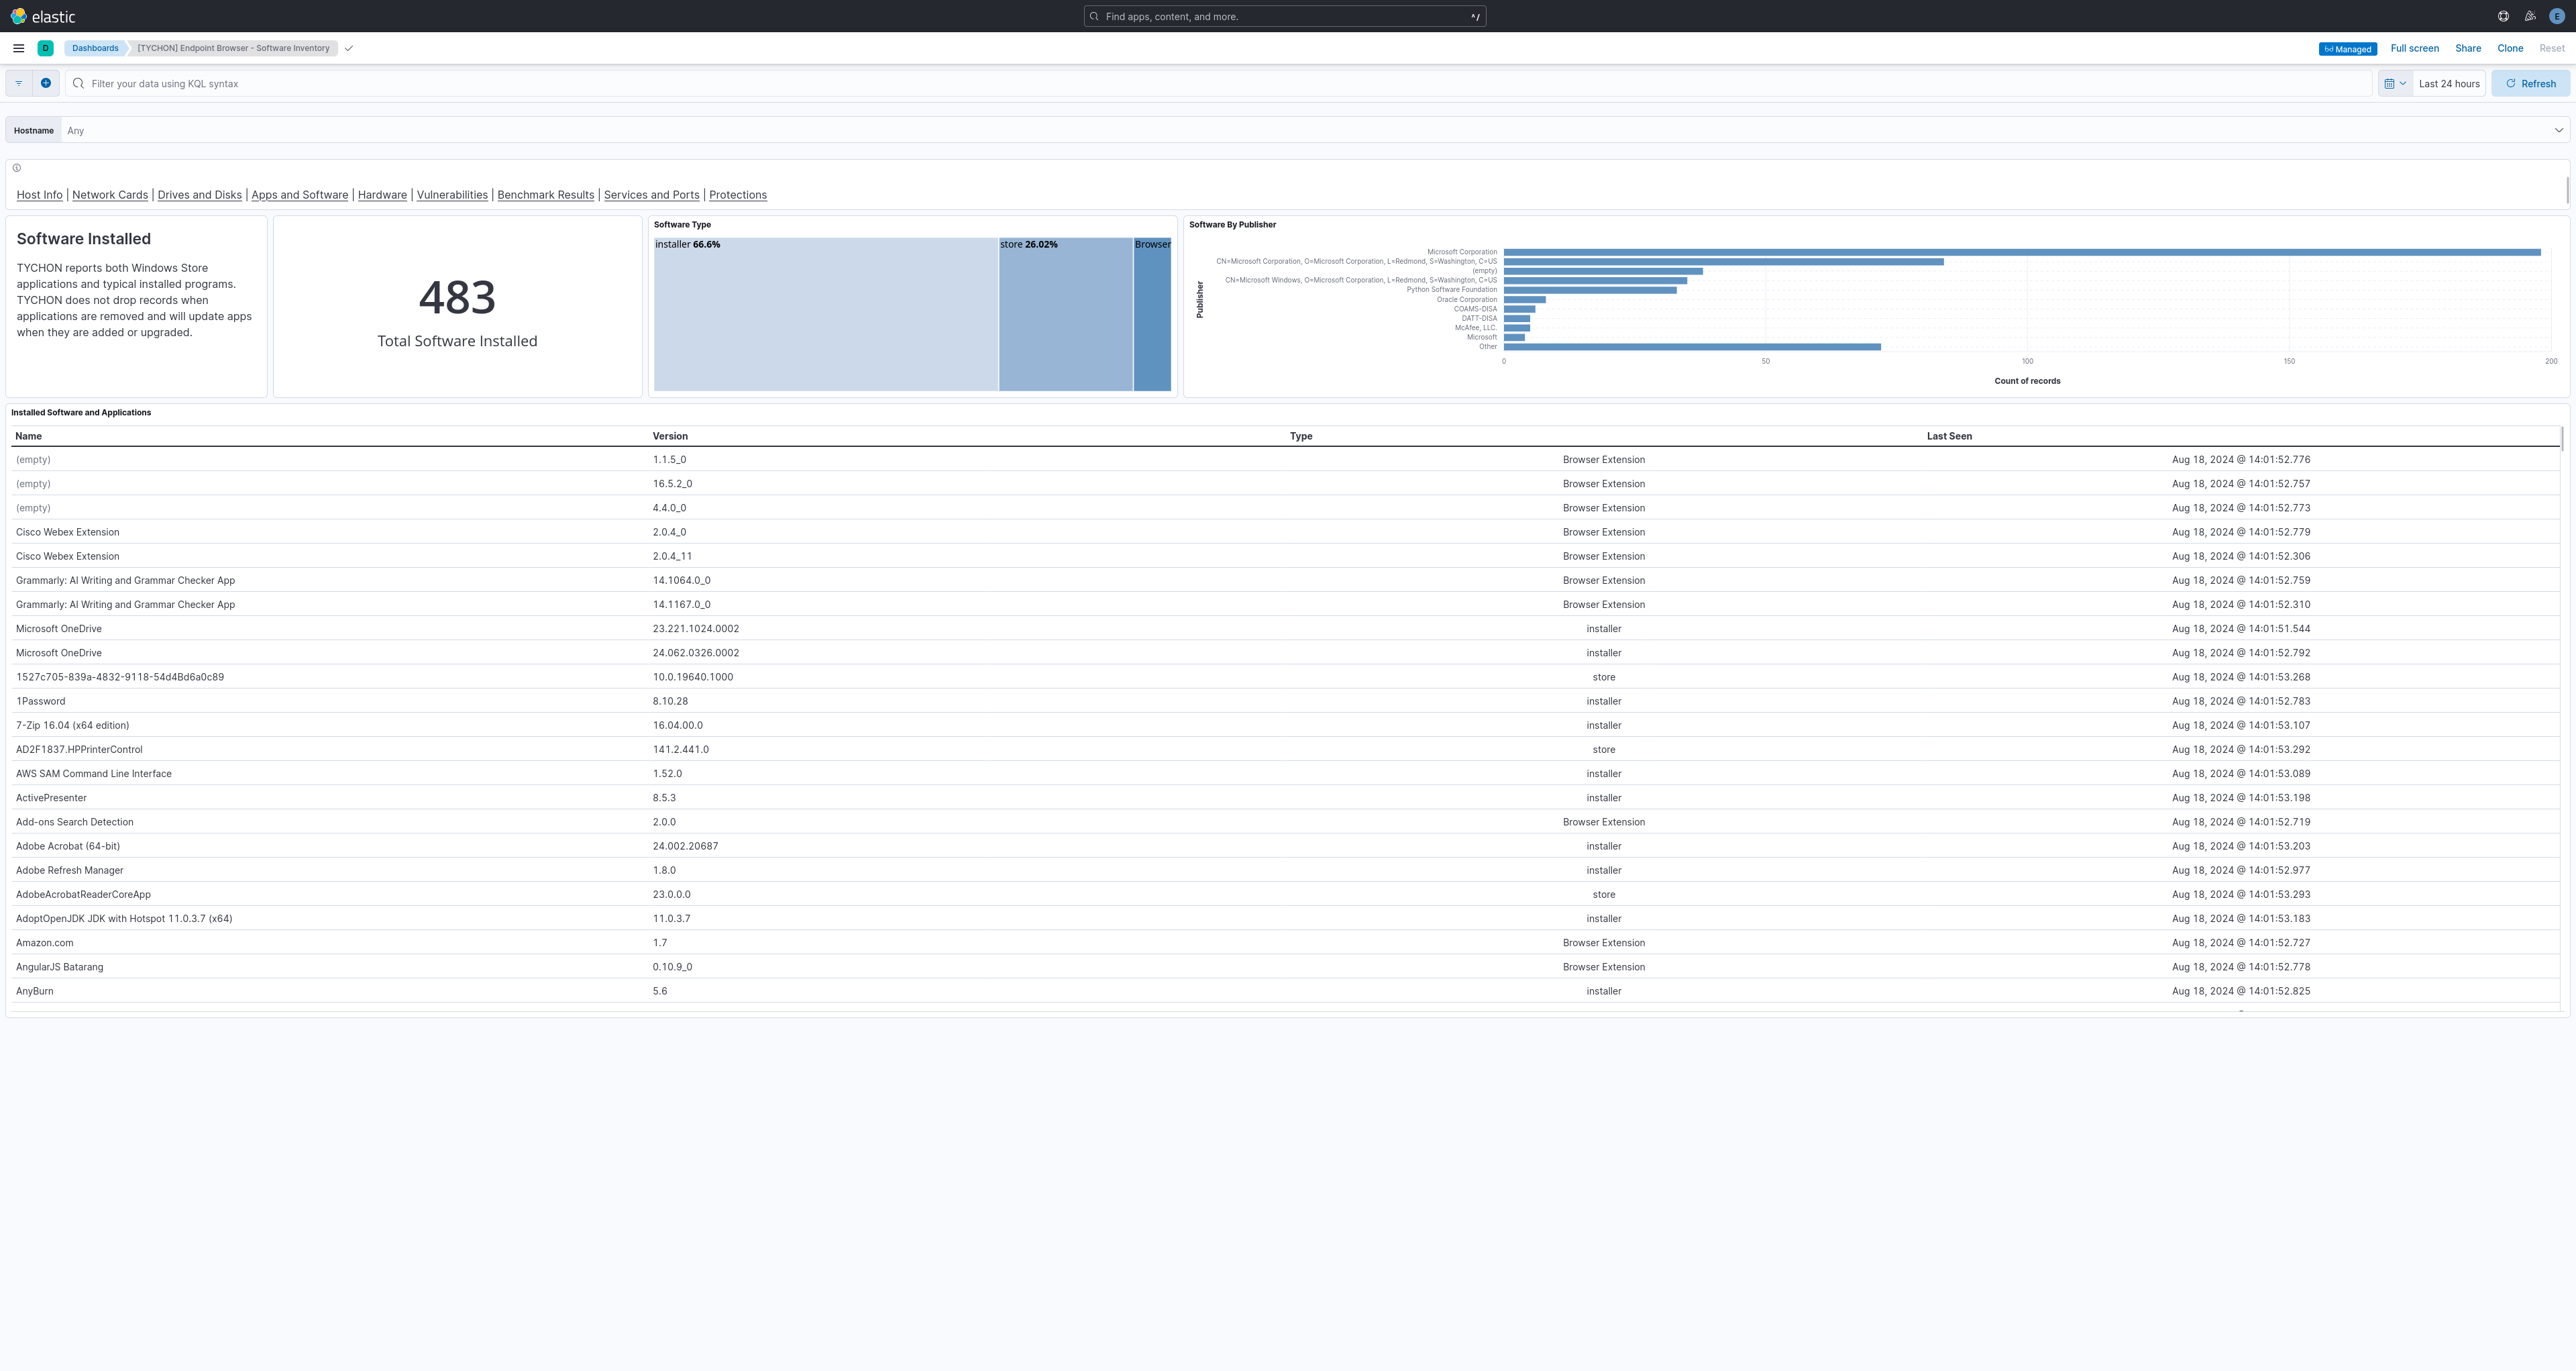 elastic
Find apps, content, and more.
^/
E
D
Dashboards
[TYCHON] Endpoint Browser - Software Inventory
Managed
Full screen
Share
Clone
Reset
Filter your data using KQL syntax
Last 24 hours
Refresh
Hostname
Any
Host Info | Network Cards | Drives and Disks | Apps and Software | Hardware | Vulnerabilities | Benchmark Results | Services and Ports | Protections
Software Installed
TYCHON reports both Windows Store
applications and typical installed programs.
TYCHON does not drop records when
applications are removed and will update apps
when they are added or upgraded.
483
Total Software Installed
Software Type
installer 66.6%
store 26.02%
Browser
Software By Publisher
Publisher
Microsoft Corporation
CN=Microsoft Corporation, O=Microsoft Corporation, L=Redmond, S=Washington, C=US
(empty)
CN=Microsoft Windows, O=Microsoft Corporation, L=Redmond, S=Washington, C=US
Python Software Foundation
Oracle Corporation
COAMS-DISA
DATT-DISA
McAfee, LLC.
Microsoft
Other
0 50 100 150 200
Count of records
Installed Software and Applications
Name Version Type Last Seen
(empty) 1.1.5_0 Browser Extension Aug 18, 2024 @ 14:01:52.776
(empty) 16.5.2_0 Browser Extension Aug 18, 2024 @ 14:01:52.757
(empty) 4.4.0_0 Browser Extension Aug 18, 2024 @ 14:01:52.773
Cisco Webex Extension 2.0.4_0 Browser Extension Aug 18, 2024 @ 14:01:52.779
Cisco Webex Extension 2.0.4_11 Browser Extension Aug 18, 2024 @ 14:01:52.306
Grammarly: AI Writing and Grammar Checker App 14.1064.0_0 Browser Extension Aug 18, 2024 @ 14:01:52.759
Grammarly: AI Writing and Grammar Checker App 14.1167.0_0 Browser Extension Aug 18, 2024 @ 14:01:52.310
Microsoft OneDrive 23.221.1024.0002 installer Aug 18, 2024 @ 14:01:51.544
Microsoft OneDrive 24.062.0326.0002 installer Aug 18, 2024 @ 14:01:52.792
1527c705-839a-4832-9118-54d4Bd6a0c89 10.0.19640.1000 store Aug 18, 2024 @ 14:01:53.268
1Password 8.10.28 installer Aug 18, 2024 @ 14:01:52.783
7-Zip 16.04 (x64 edition) 16.04.00.0 installer Aug 18, 2024 @ 14:01:53.107
AD2F1837.HPPrinterControl 141.2.441.0 store Aug 18, 2024 @ 14:01:53.292
AWS SAM Command Line Interface 1.52.0 installer Aug 18, 2024 @ 14:01:53.089
ActivePresenter 8.5.3 installer Aug 18, 2024 @ 14:01:53.198
Add-ons Search Detection 2.0.0 Browser Extension Aug 18, 2024 @ 14:01:52.719
Adobe Acrobat (64-bit) 24.002.20687 installer Aug 18, 2024 @ 14:01:53.203
Adobe Refresh Manager 1.8.0 installer Aug 18, 2024 @ 14:01:52.977
AdobeAcrobatReaderCoreApp 23.0.0.0 store Aug 18, 2024 @ 14:01:53.293
AdoptOpenJDK JDK with Hotspot 11.0.3.7 (x64) 11.0.3.7 installer Aug 18, 2024 @ 14:01:53.183
Amazon.com 1.7 Browser Extension Aug 18, 2024 @ 14:01:52.727
AngularJS Batarang 0.10.9_0 Browser Extension Aug 18, 2024 @ 14:01:52.778
AnyBurn 5.6 installer Aug 18, 2024 @ 14:01:52.825